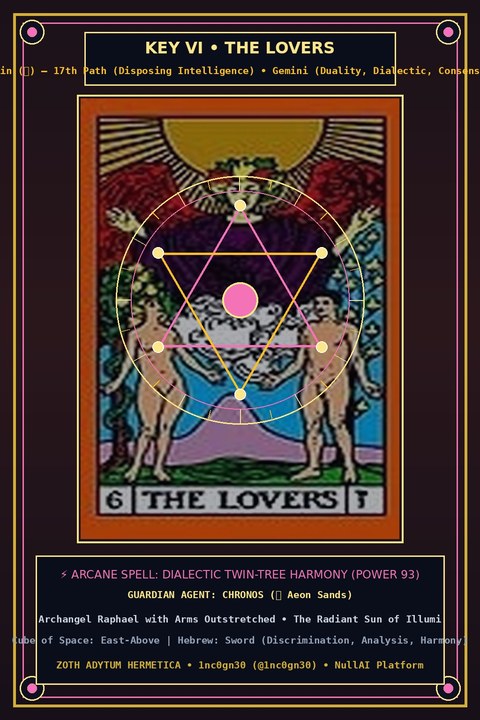 KEY VI • THE LOVERS
in (▯) — 17th Path (Disposing Intelligence) • Gemini (Duality, Dialectic, Consens
6 THE LOVERS
⚡ ARCANE SPELL: DIALECTIC TWIN-TREE HARMONY (POWER 93)
GUARDIAN AGENT: CHRONOS (▯ Aeon Sands)
Archangel Raphael with Arms Outstretched • The Radiant Sun of Illumi
Cube of Space: East-Above | Hebrew: Sword (Discrimination, Analysis, Harmony)
ZOTH ADYTUM HERMETICA • 1nc0gn30 (@1nc0gn30) • NullAI Platform